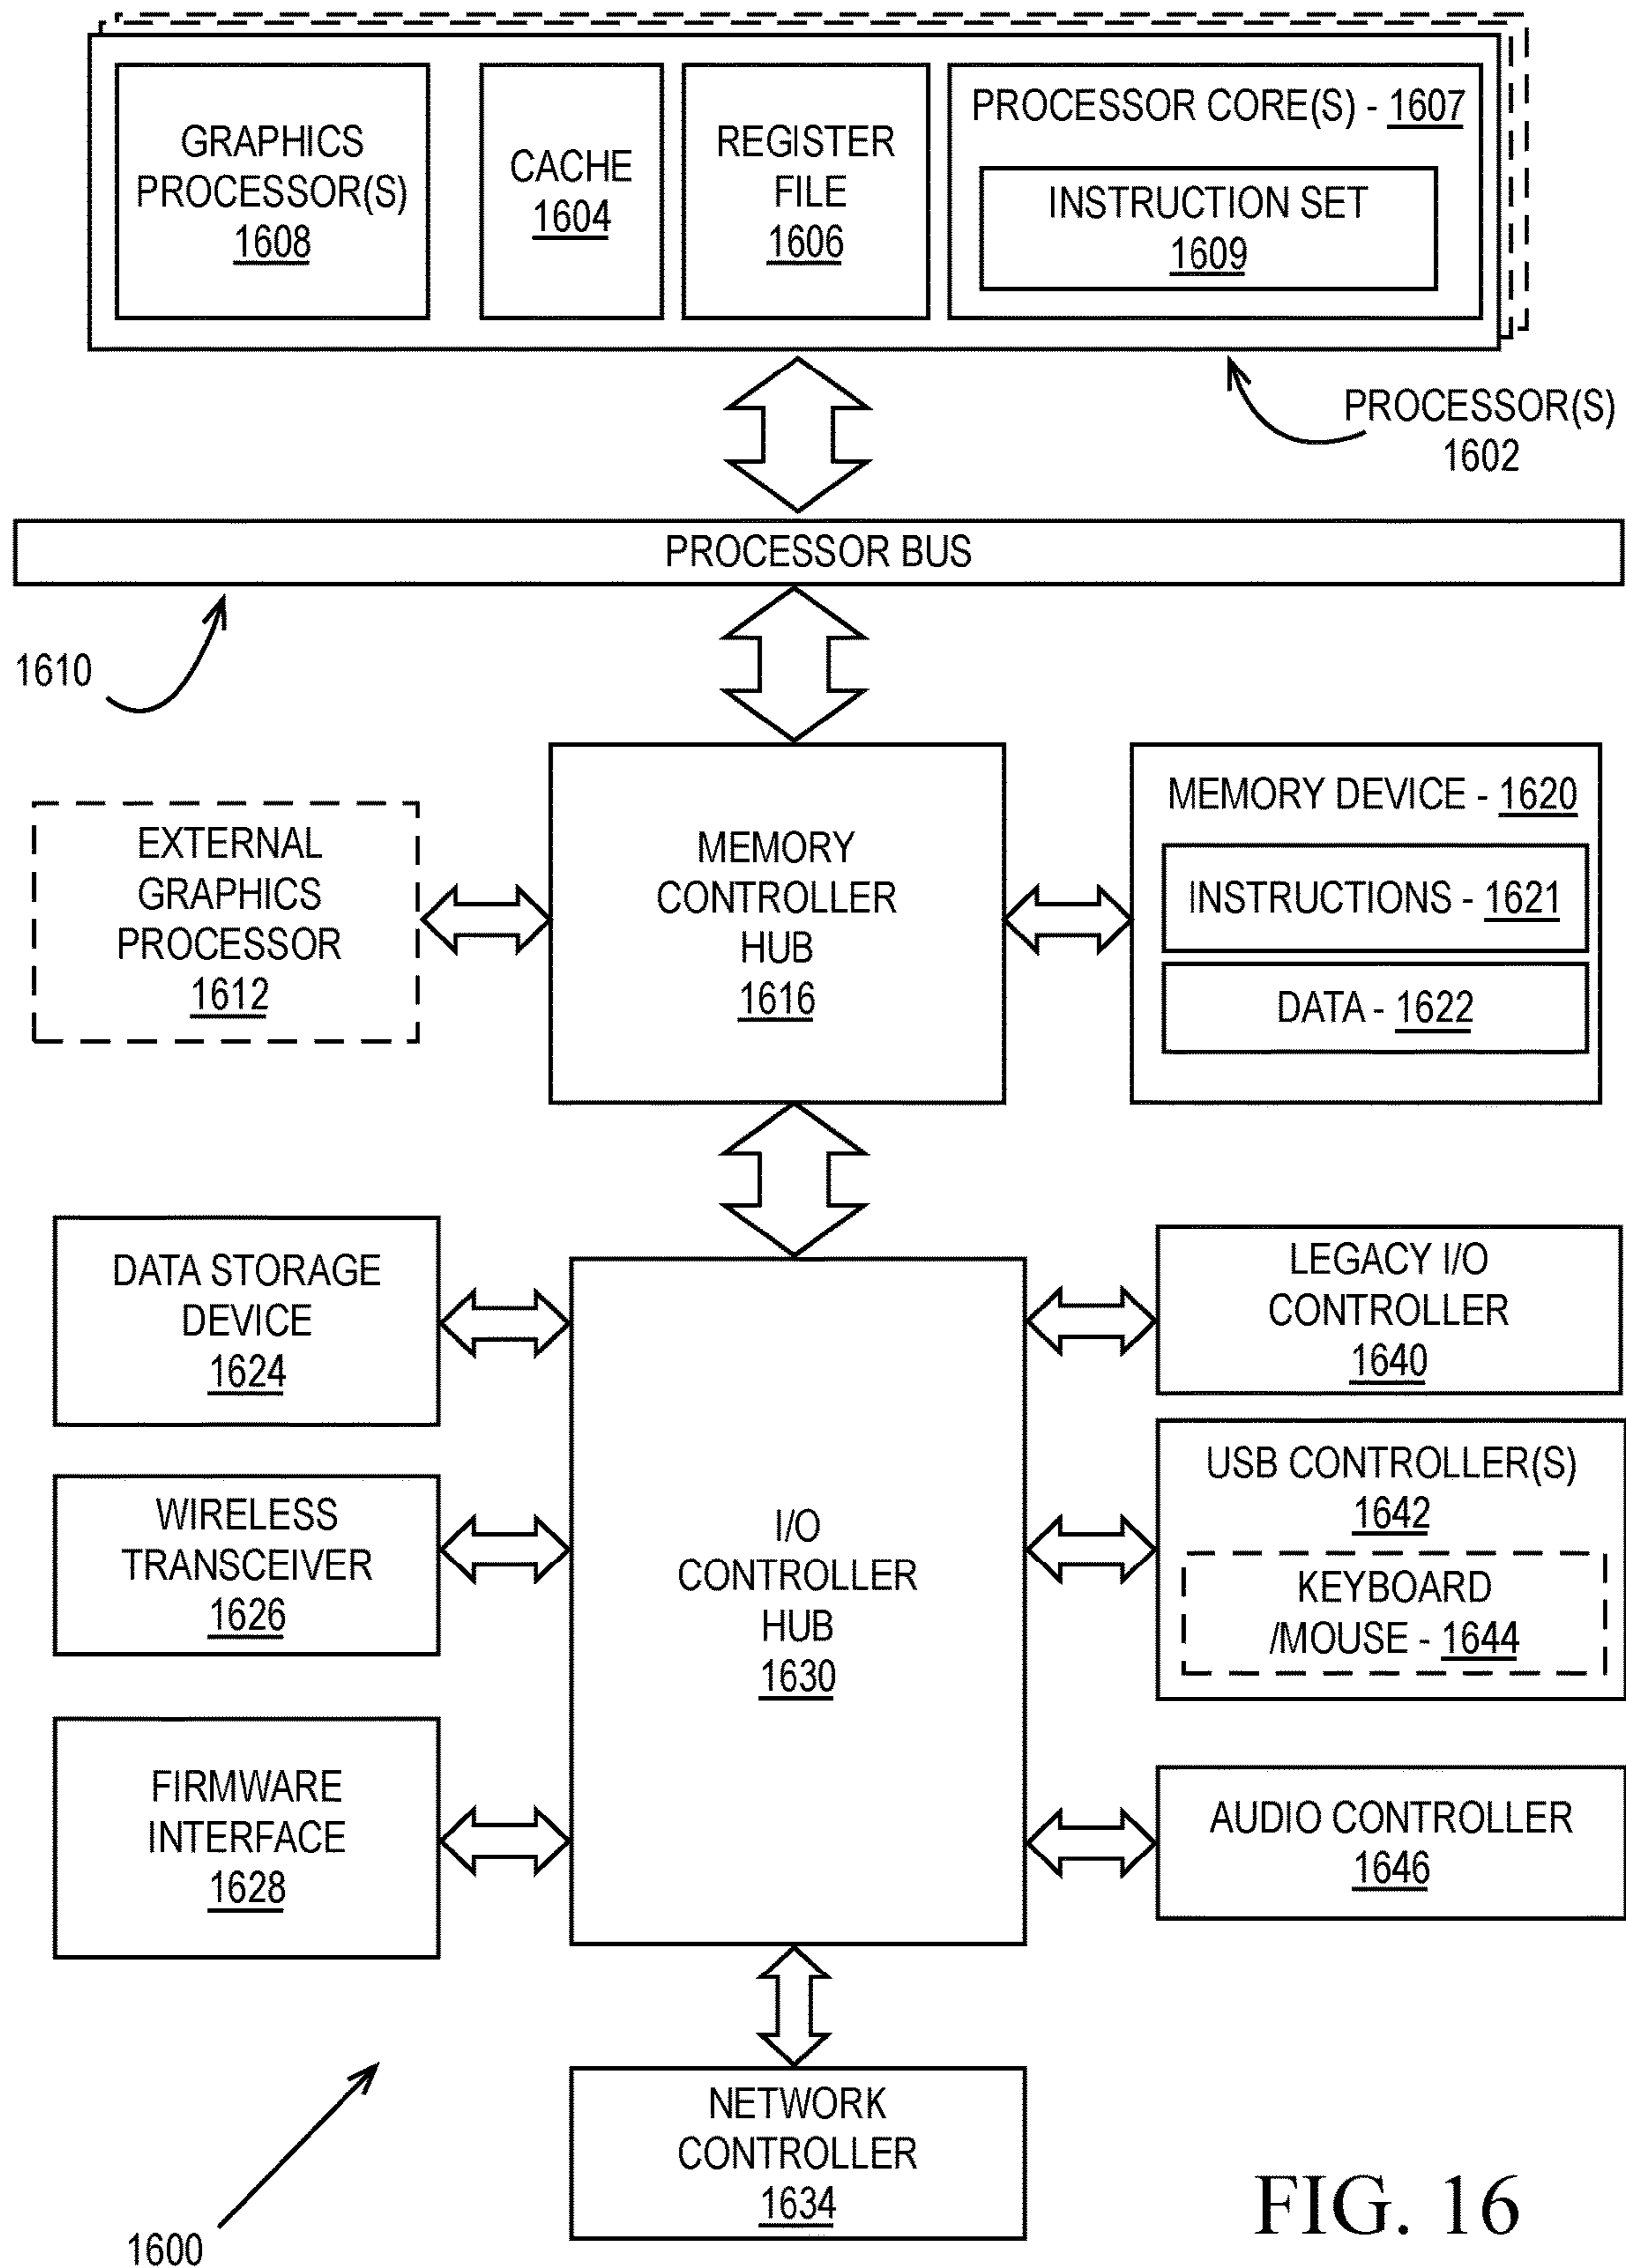 GRAPHICS
PROCESSOR(S)
1608
CACHE
1604
REGISTER
FILE
1606
PROCESSOR CORE(S) - 1607
INSTRUCTION SET
1609
PROCESSOR(S)
1602
PROCESSOR BUS
1610
EXTERNAL
GRAPHICS
PROCESSOR
1612
MEMORY
CONTROLLER
HUB
1616
MEMORY DEVICE - 1620
INSTRUCTIONS - 1621
DATA - 1622
DATA STORAGE
DEVICE
1624
WIRELESS
TRANSCEIVER
1626
FIRMWARE
INTERFACE
1628
I/O
CONTROLLER
HUB
1630
LEGACY I/O
CONTROLLER
1640
USB CONTROLLER(S)
1642
KEYBOARD
/MOUSE - 1644
AUDIO CONTROLLER
1646
NETWORK
CONTROLLER
1634
1600
FIG. 16